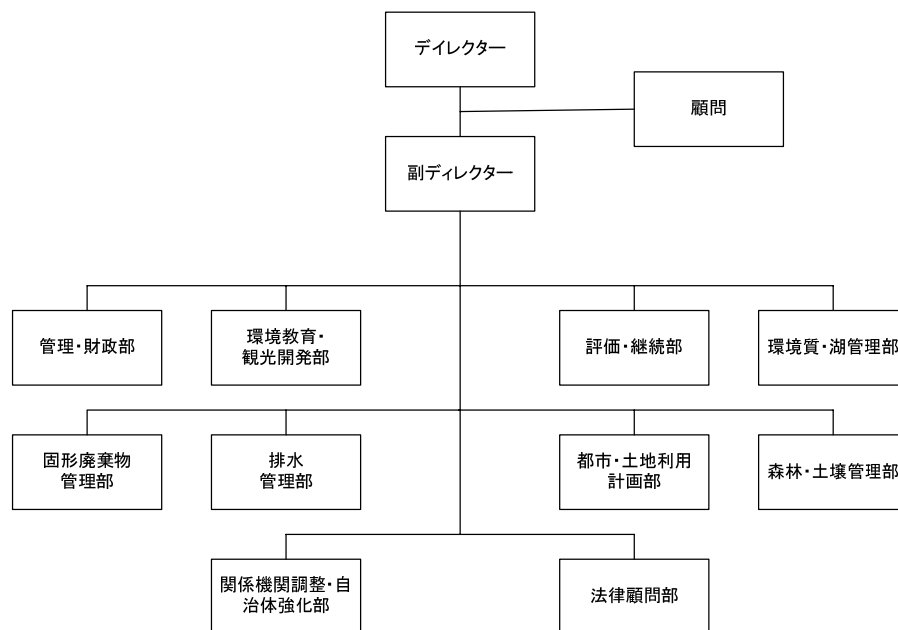 デイレクター
顧問
副ディレクター
管理・財政部
環境教育・
観光開発部
評価・継続部
環境質・湖管理部
固形廃棄物
管理部
排水
管理部
都市・土地利用
計画部
森林・土壌管理部
関係機関調整・自
治体強化部
法律顧問部